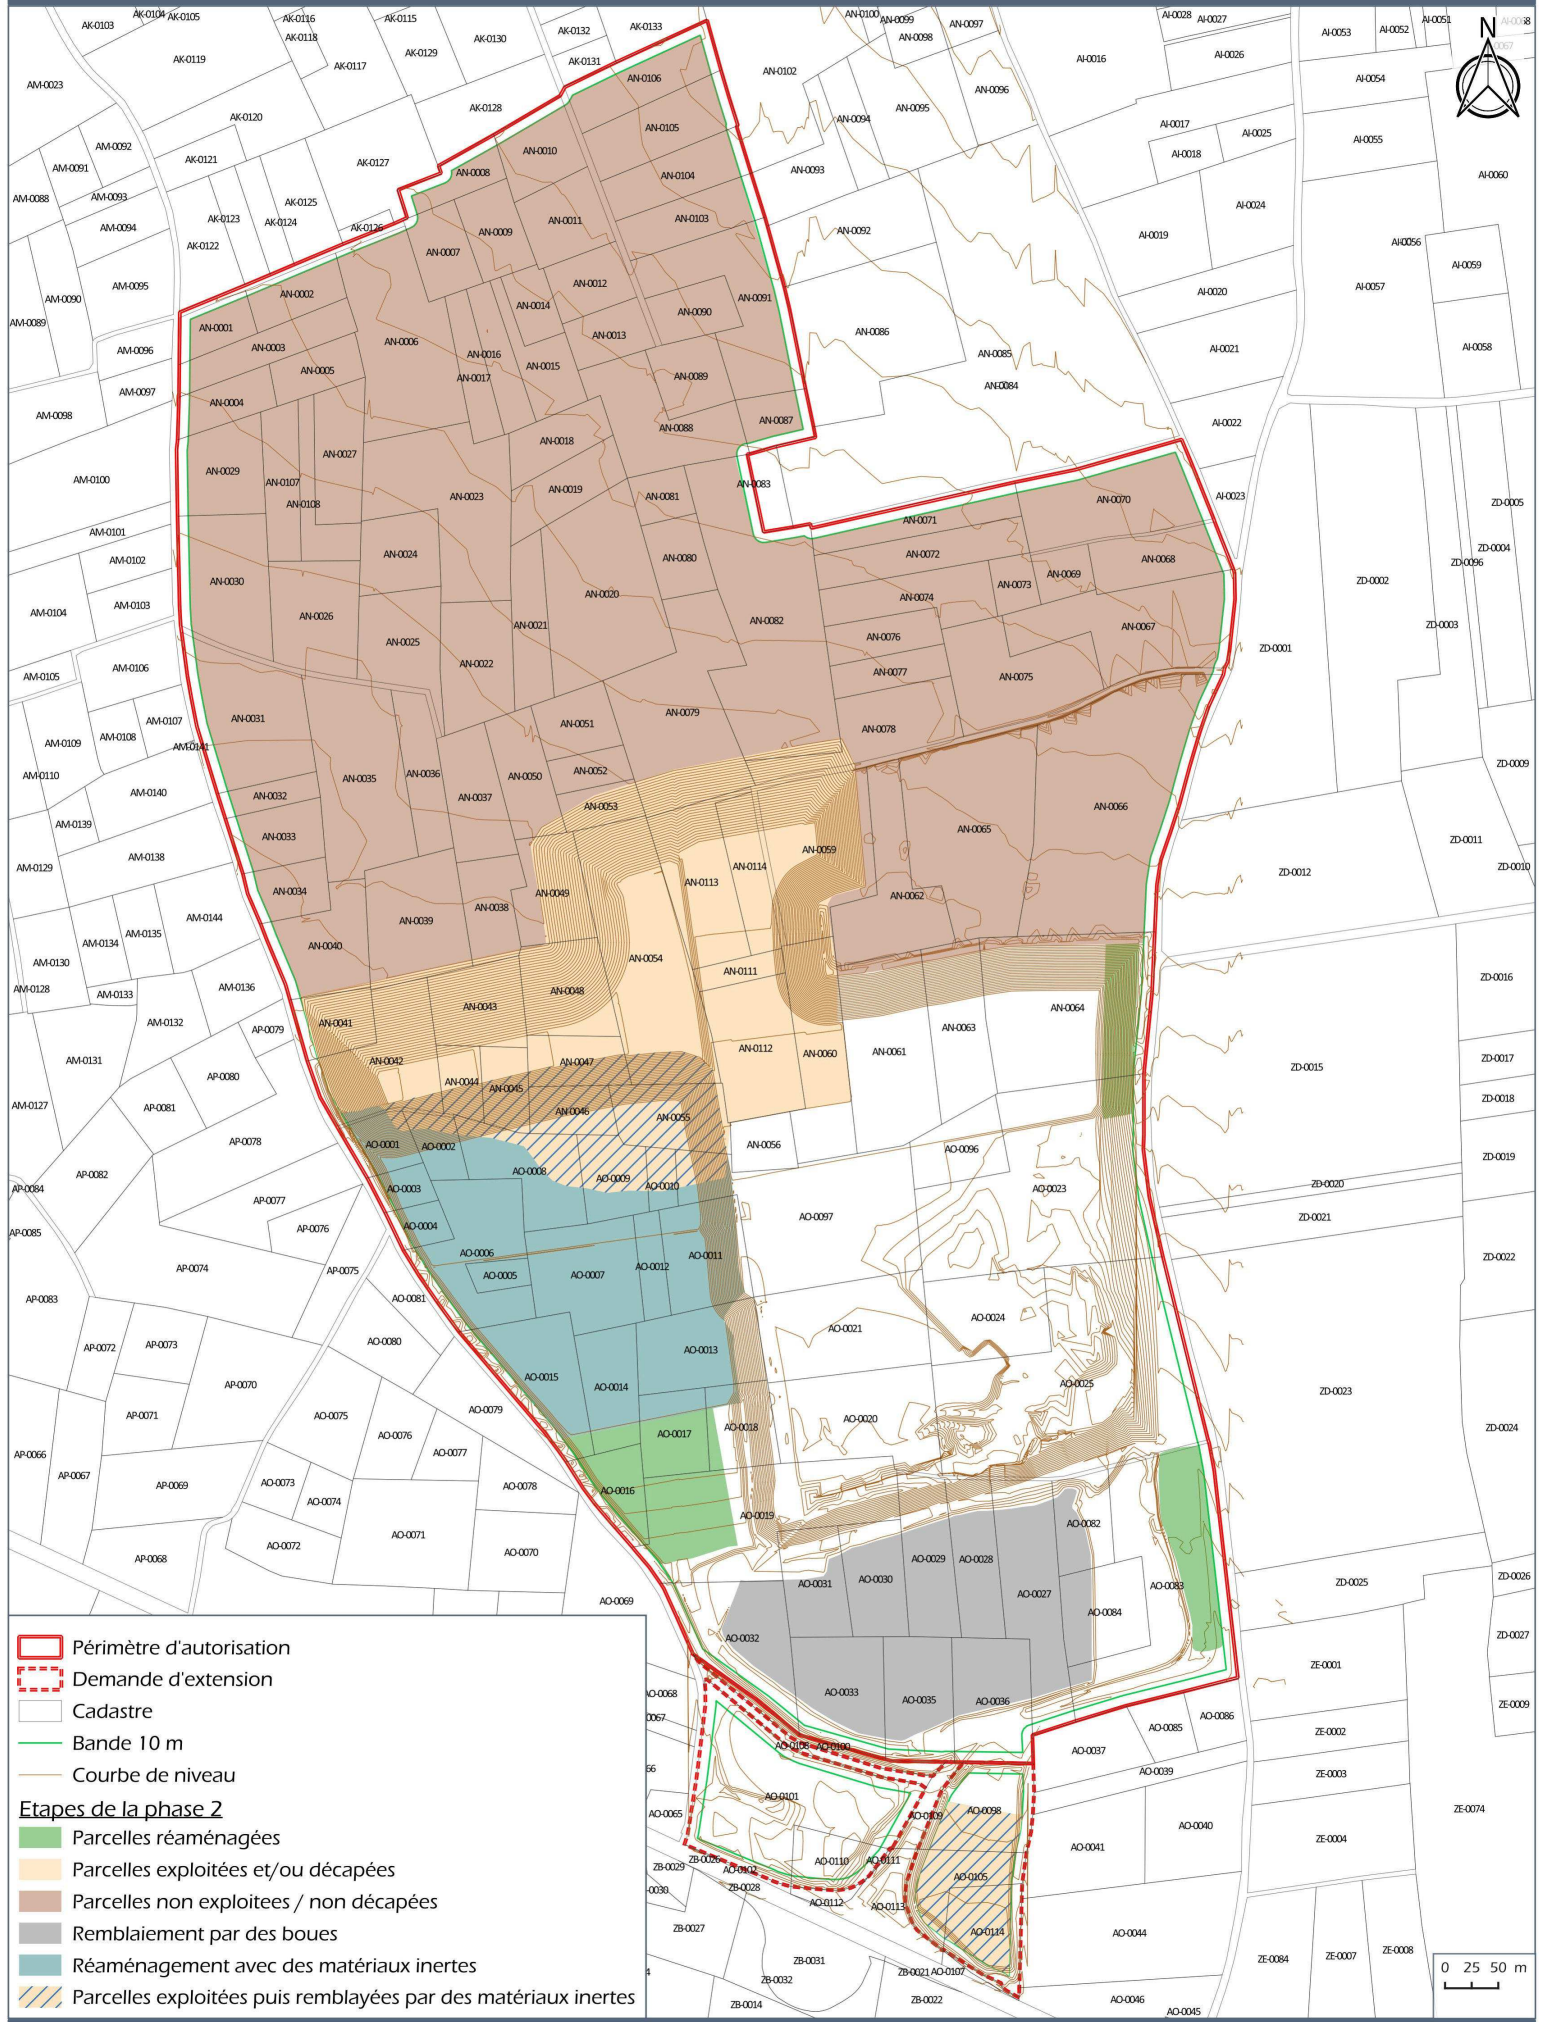 AK-0103
AK-0104
AK-0105
AK-0116
AK-0115
AK-0132
AK-0133
AN-0100
AN-0099
AN-0097
AI-0028
AI-0027
AI-0053
AI-0052
AI-0051
AK-0118
AK-0130
AN-0098
N
AK-0119
AK-0117
AK-0129
AK-0131
AN-0102
AI-0016
AI-0026
AM-0023
AN-0106
AI-0054
AK-0128
AN-0095
AN-0096
AK-0120
AN-0094
AN-0105
AI-0017
AI-0025
AI-0055
AM-0092
AN-0010
AI-0018
AM-0091
AK-0121
AK-0127
AN-0008
AN-0104
AN-0093
AI-0060
AM-0088
AM-0093
AK-0125
AI-0024
AM-0094
AK-0123
AK-0124
AK-0126
AN-0009
AN-0011
AN-0103
AN-0092
AI-0019
AK-0122
AN-0007
AI-0056
AI-0059
AM-0095
AN-0012
AI-0057
AM-0090
AN-0002
AN-0014
AN-0091
AI-0020
AM-0089
AN-0001
AN-0006
AN-0013
AN-0090
AN-0086
AM-0096
AN-0003
AN-0016
AN-0085
AI-0021
AI-0058
AN-0005
AN-0017
AN-0015
AN-0089
AN-0084
AM-0097
AN-0004
AM-0098
AN-0018
AN-0088
AN-0087
AI-0022
AN-0027
AM-0100
AN-0029
AN-0107
AN-0108
AN-0023
AN-0019
AN-0081
AN-0083
AN-0070
AI-0023
ZD-0005
AM-0101
AN-0071
AM-0102
AN-0024
AN-0080
AN-0072
AN-0068
ZD-0004
ZD-0096
AN-0030
AN-0073
AN-0069
ZD-0002
AM-0104
AM-0103
AN-0026
AN-0020
AN-0074
AN-0021
AN-0082
AN-0067
ZD-0003
AN-0025
AN-0076
ZD-0001
AM-0105
AM-0106
AN-0022
AN-0077
AN-0075
AM-0107
AN-0031
AN-0051
AN-0079
AN-0078
AM-0109
AM-0108
AM-0141
AM-0110
AN-0035
AN-0036
AN-0050
AN-0052
ZD-0009
AM-0140
AN-0032
AN-0037
AN-0053
AN-0066
AM-0139
AN-0033
AN-0065
ZD-0011
AM-0129
AM-0138
AN-0059
AN-0114
ZD-0012
ZD-0010
AN-0034
AN-0049
AN-0113
AN-0062
AM-0144
AN-0039
AN-0038
AM-0134
AM-0135
AN-0040
AM-0130
AN-0054
AN-0111
ZD-0016
AM-0128
AM-0133
AM-0136
AN-0048
AN-0043
AN-0064
AM-0132
AP-0079
AN-0041
AN-0063
AM-0131
AN-0042
AN-0047
AN-0112
AN-0060
AN-0061
ZD-0015
ZD-0017
AP-0080
AN-0044
AN-0045
ZD-0018
AM-0127
AP-0081
AN-0046
AN-0055
AP-0078
AO-0001
AO-0002
AN-0056
AO-0096
ZD-0019
AP-0082
AO-0008
AO-0009
AO-0010
AP-0084
AO-0003
AO-0023
ZD-0020
AP-0077
AP-0085
AP-0076
AO-0004
AO-0097
ZD-0021
AP-0074
AP-0075
AO-0006
AO-0005
AO-0007
AO-0012
AO-0011
ZD-0022
AP-0083
AO-0081
AO-0024
AO-0021
AP-0072
AP-0073
AO-0080
AO-0013
AP-0070
AO-0015
AO-0014
AO-0025
ZD-0023
AP-0071
AO-0075
AO-0079
AO-0020
AP-0066
AO-0076
AO-0077
AO-0017
AO-0018
ZD-0024
AP-0067
AP-0069
AO-0073
AO-0078
AO-0016
AO-0074
AO-0019
AO-0082
AO-0072
AO-0071
AO-0070
AP-0068
AO-0029
AO-0028
AO-0031
AO-0030
AO-0027
AO-0083
ZD-0025
ZD-0026
AO-0069
AO-0084
AO-0032
ZD-0027
ZE-0001
AO-0033
AO-0035
AO-0036
AO-0068
0067
ZE-0009
AO-0085
AO-0086
ZE-0002
AO-0108
AO-0100
AO-0037
AO-0039
ZE-0003
66
AO-0101
AO-0065
AO-0109
AO-0098
ZE-0074
AO-0040
AO-0041
ZE-0004
ZB-0029
ZB-0026
AO-0102
AO-0110
AO-0111
AO-0105
-0030
ZB-0028
AO-0112
AO-0113
ZB-0027
AO-0114
AO-0044
ZE-0084
ZE-0007
ZE-0008
ZB-0031
ZB-0032
ZB-0021
AO-0107
ZB-0014
ZB-0022
AO-0046
AO-0045
Périmètre d'autorisation
Demande d'extension
Cadastre
Bande 10 m
Courbe de niveau
Etapes de la phase 2
Parcelles réaménagées
Parcelles exploitées et/ou décapées
Parcelles non exploitees / non décapées
Remblaiement par des boues
Réaménagement avec des matériaux inertes
Parcelles exploitées puis remblayées par des matériaux inertes
0 25 50 m